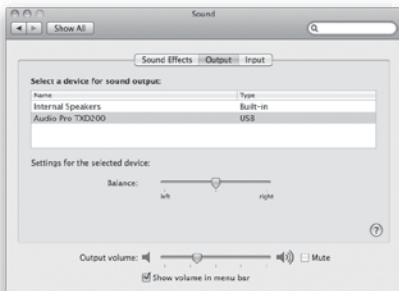 Sound
Show All
Sound Effects Output Input
Select a device for sound output:
Name Type
Internal Speakers Built-in
Audio Pro TXD200 USB
Settings for the selected device:
Balance:
left right
?
Output volume: Mute
Show volume in menu bar